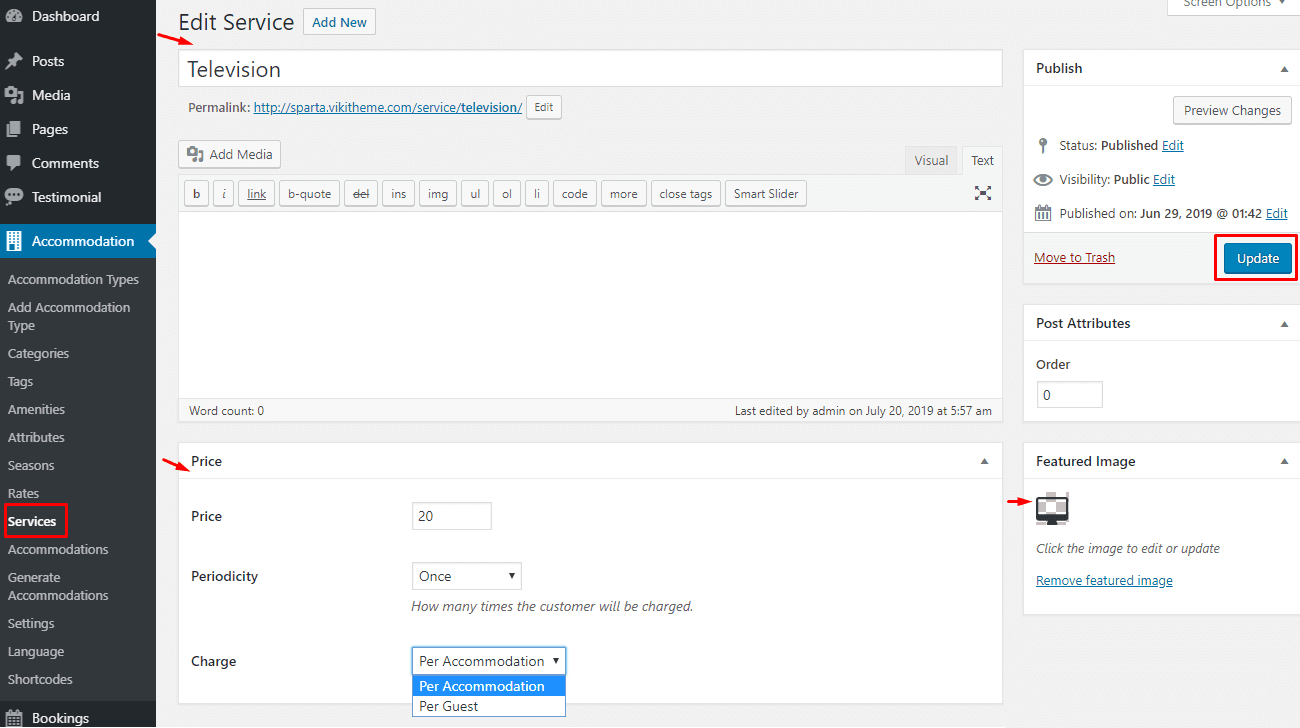 Dashboard
Posts
Media
Pages
Comments
Testimonial
Accommodation
Accommodation Types
Add Accommodation
Type
Categories
Tags
Amenities
Attributes
Seasons
Rates
Services
Accommodations
Generate
Accommodations
Settings
Language
Shortcodes
Bookings
Screen Options
Edit Service Add New
Television
Permalink: http://sparta.vikitheme.com/service/television/ Edit
Add Media
Visual Text
b i link b-quote del ins img ul ol li code more close tags Smart Slider
Word count: 0 Last edited by admin on July 20, 2019 at 5:57 am
Price
Price 20
Periodicity Once
How many times the customer will be charged.
Charge Per Accommodation
Per Accommodation
Per Guest
Publish
Preview Changes
Status: Published Edit
Visibility: Public Edit
Published on: Jun 29, 2019 @ 01:42 Edit
Move to Trash Update
Post Attributes
Order
0
Featured Image
Click the image to edit or update
Remove featured image